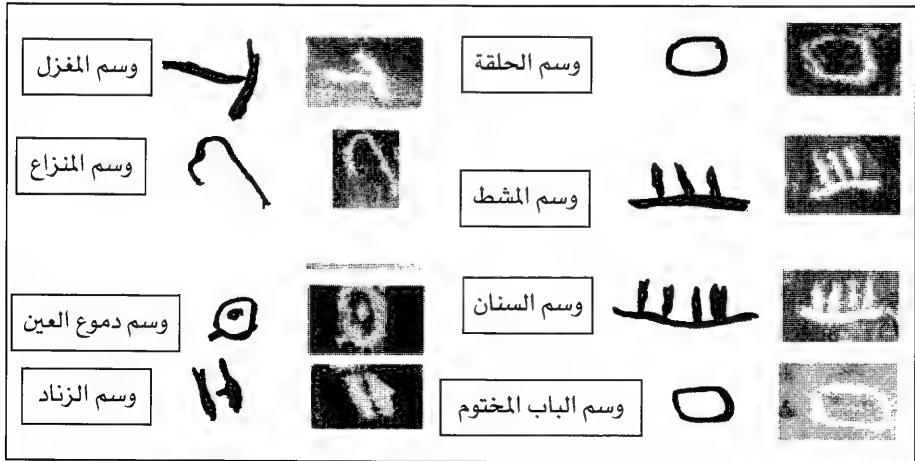 وسم الحلقة
وسم المغزل
وسم المشط
وسم المنزاع
وسم السنان
وسم دموع العين
وسم الباب المختوم
وسم الزناد